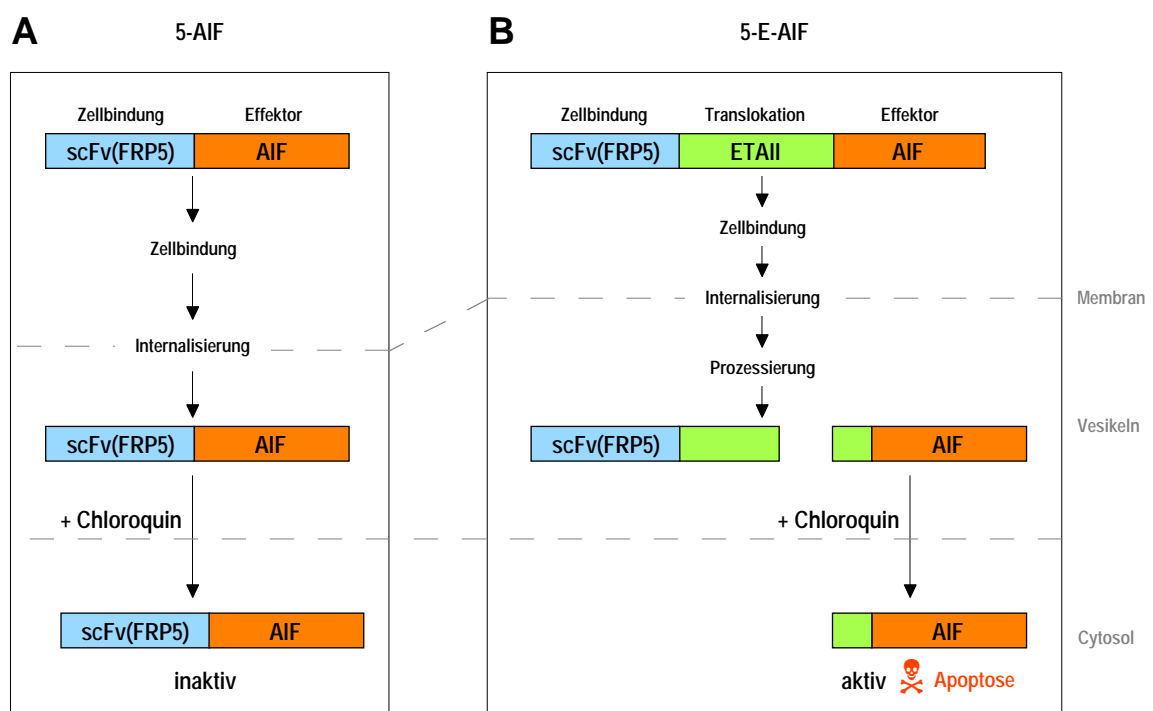 A
5-AIF
Zellbindung Effektor
scFv(FRP5) AIF
Zellbindung
Internalisierung
scFv(FRP5) AIF
+ Chloroquin
scFv(FRP5) AIF
inaktiv
B
5-E-AIF
Zellbindung Translokation Effektor
scFv(FRP5) ETAII AIF
Zellbindung
Internalisierung
Prozessierung
scFv(FRP5) AIF
+ Chloroquin
AIF
aktiv Apoptose
Membran
Vesikeln
Cytosol